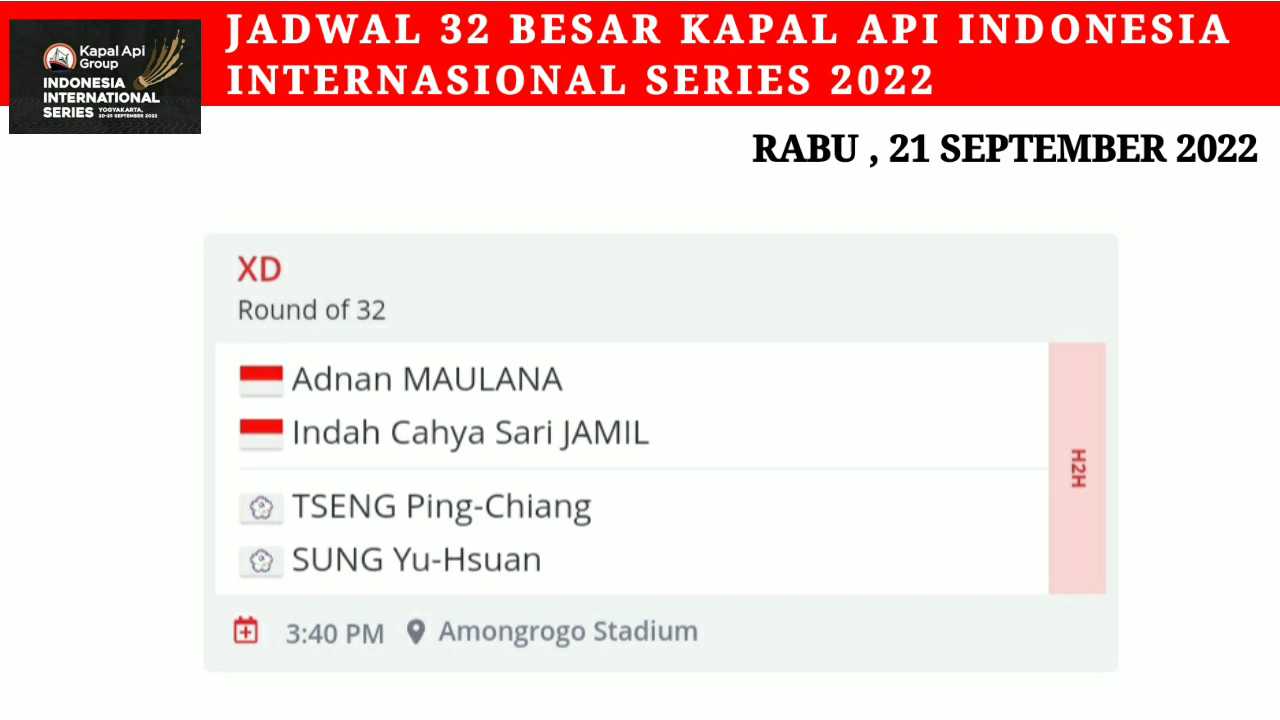 JADWAL 32 BESAR KAPAL API INDONESIA
INTERNASIONAL SERIES 2022
Kapal Api
Group
INDONESIA
INTERNATIONAL
SERIES YOGYAKARTA,
20-25 SEPTEMBER 2022
RABU , 21 SEPTEMBER 2022
XD
Round of 32
Adnan MAULANA
Indah Cahya Sari JAMIL
H2H
TSENG Ping-Chiang
SUNG Yu-Hsuan
3:40 PM Amongrogo Stadium